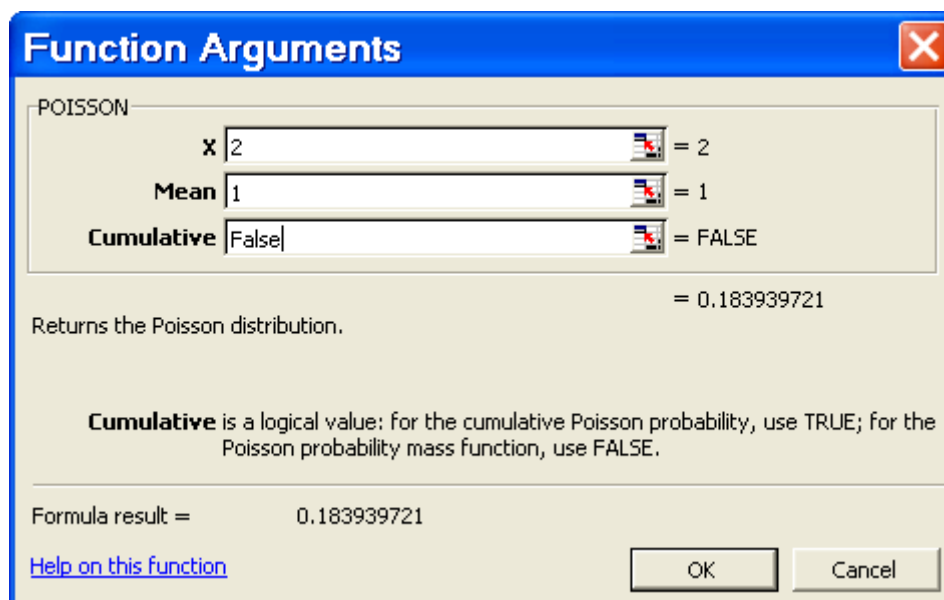 Function Arguments
POISSON
X 2 = 2
Mean 1 = 1
Cumulative False = FALSE
= 0.183939721
Returns the Poisson distribution.
Cumulative is a logical value: for the cumulative Poisson probability, use TRUE; for the
Poisson probability mass function, use FALSE.
Formula result = 0.183939721
Help on this function OK Cancel